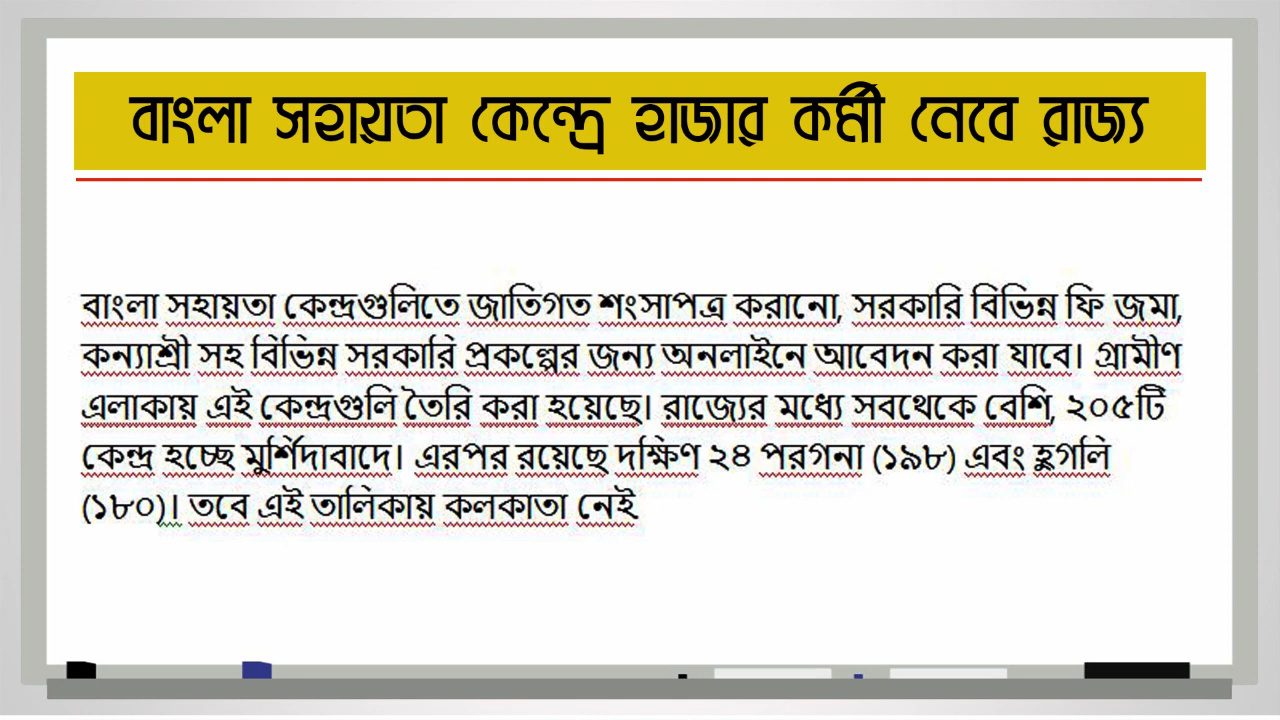 বাংলা সহায়তা কেন্দ্রে হাজার কর্মী নেবে রাজ্য
বাংলা সহায়তা কেন্দ্রগুলিতে জাতিগত শংসাপত্র করানো, সরকারি বিভিন্ন ফি জমা,
কন্যাশ্রী সহ বিভিন্ন সরকারি প্রকল্পের জন্য অনলাইনে আবেদন করা যাবে। গ্রামীণ
এলাকায় এই কেন্দ্রগুলি তৈরি করা হয়েছে। রাজ্যের মধ্যে সবথেকে বেশি, ২০৫টি
কেন্দ্র হচ্ছে মুর্শিদাবাদে। এরপর রয়েছে দক্ষিণ ২৪ পরগনা (১৯৮) এবং হুগলি
(১৮০)। তবে এই তালিকায় কলকাতা নেই